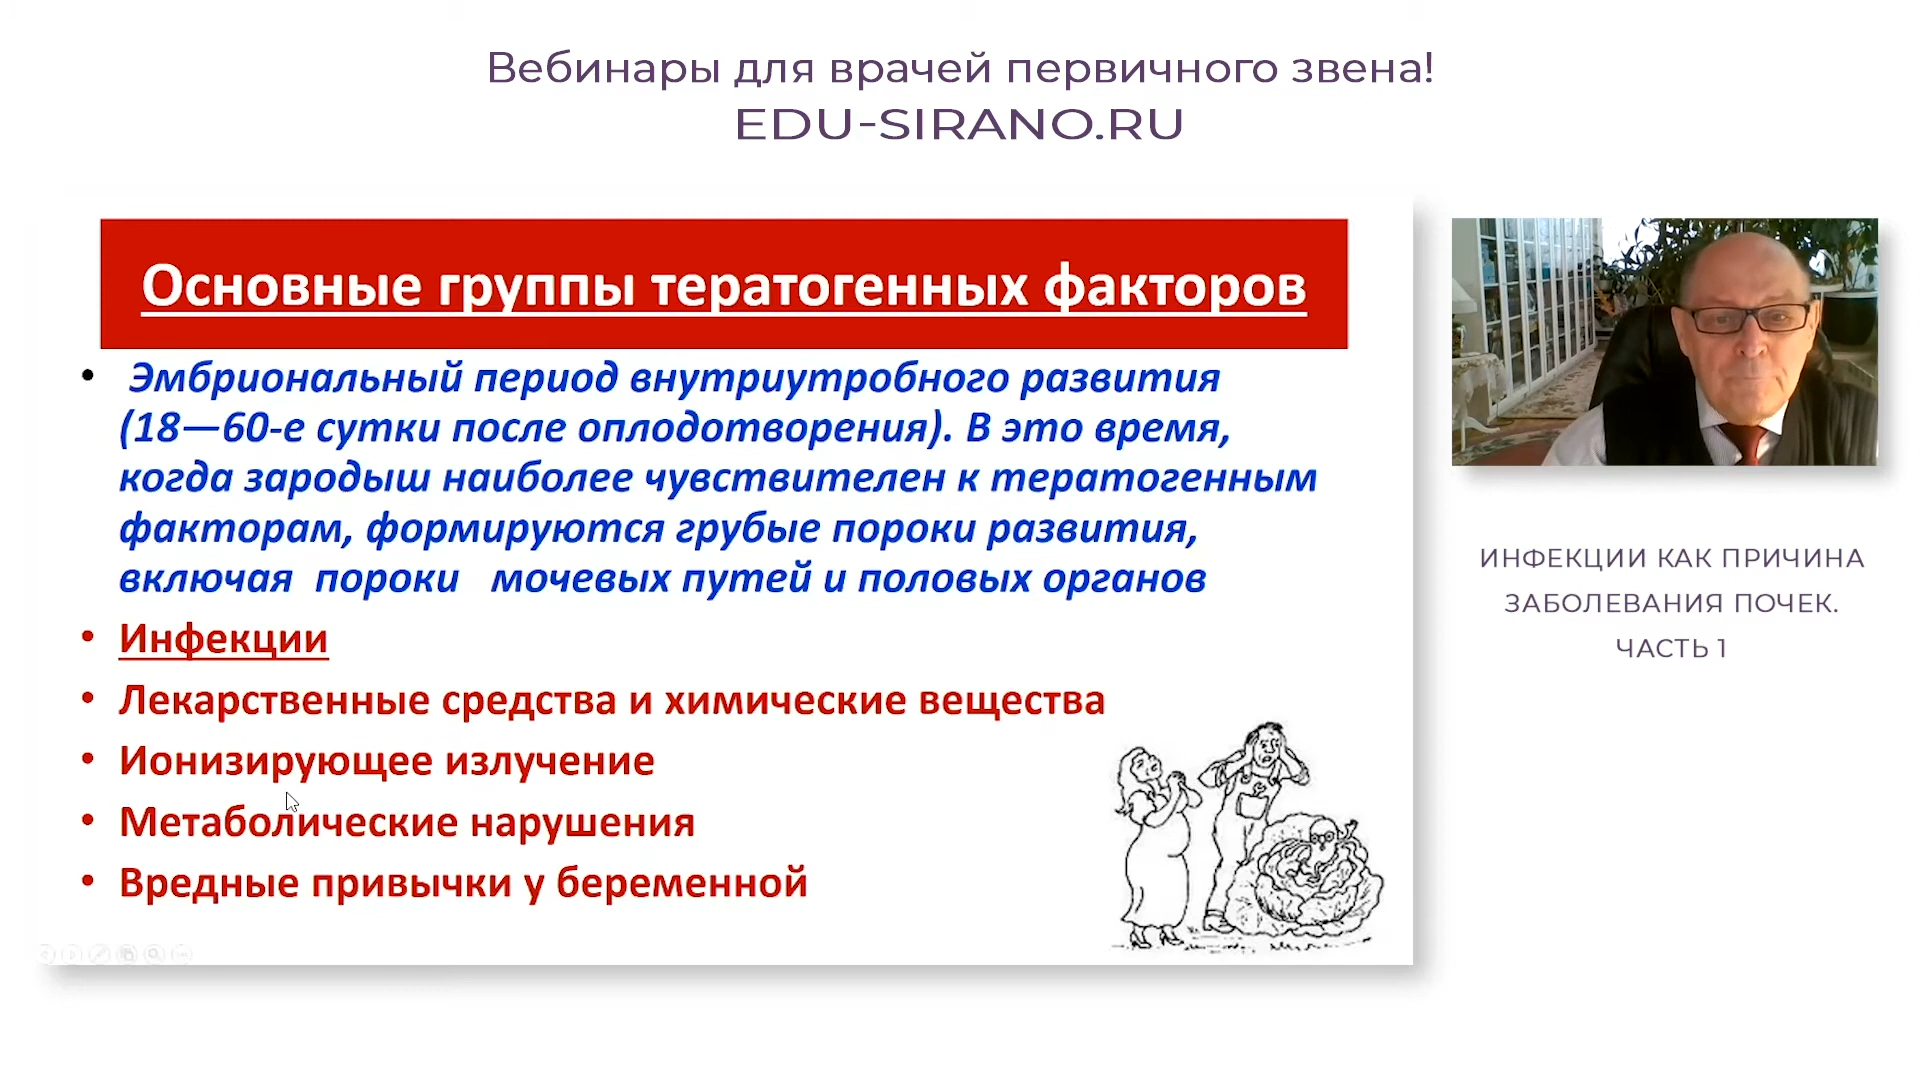 Вебинары для врачей первичного звена!
EDU-SIRANO.RU
Основные группы тератогенных факторов
• Эмбриональный период внутриутробного развития
(18—60-е сутки после оплодотворения). В это время,
когда зародыш наиболее чувствителен к тератогенным
факторам, формируются грубые пороки развития,
включая пороки мочевых путей и половых органов
• Инфекции
• Лекарственные средства и химические вещества
• Ионизирующее излучение
• Метаболические нарушения
• Вредные привычки у беременной
ИНФЕКЦИИ КАК ПРИЧИНА
ЗАБОЛЕВАНИЯ ПОЧЕК.
ЧАСТЬ 1